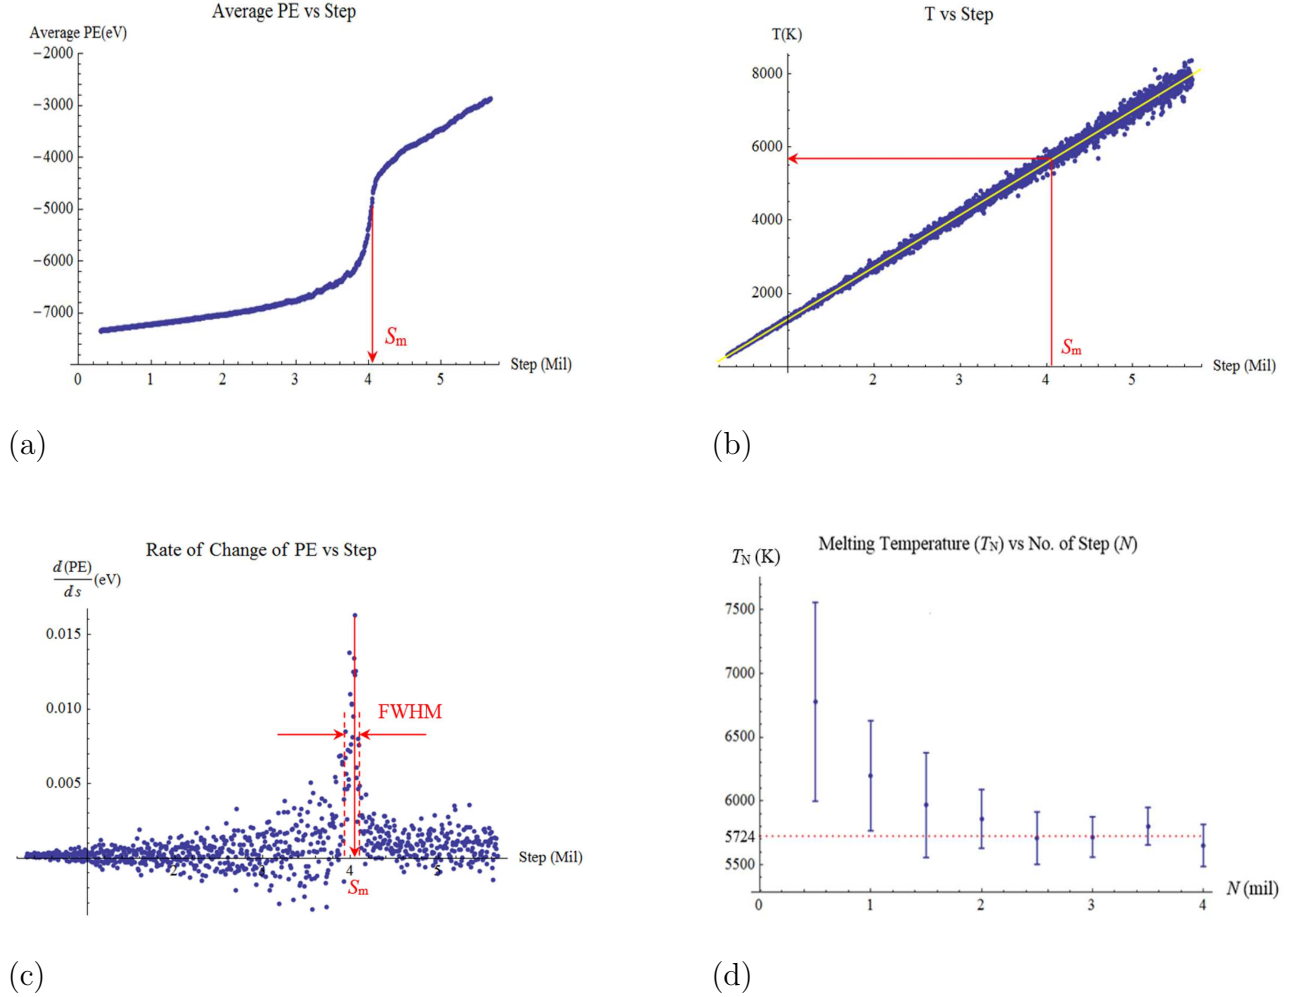 Average PE vs Step
Average PE(eV)
−2000
−3000
−4000
−5000
−6000
−7000
0 1 2 3 4 5
Step (Mil)
Sm
(a)
T vs Step
T(K)
8000
6000
4000
2000
2 3 4 5
Step (Mil)
Sm
(b)
Rate of Change of PE vs Step
d(PE)
ds
(eV)
0.015
0.010
0.005
FWHM
2 4 5
Step (Mil)
Sm
(c)
Melting Temperature (TN) vs No. of Step (N)
TN (K)
7500
7000
6500
6000
5724
5500
0 1 2 3 4
N (mil)
(d)